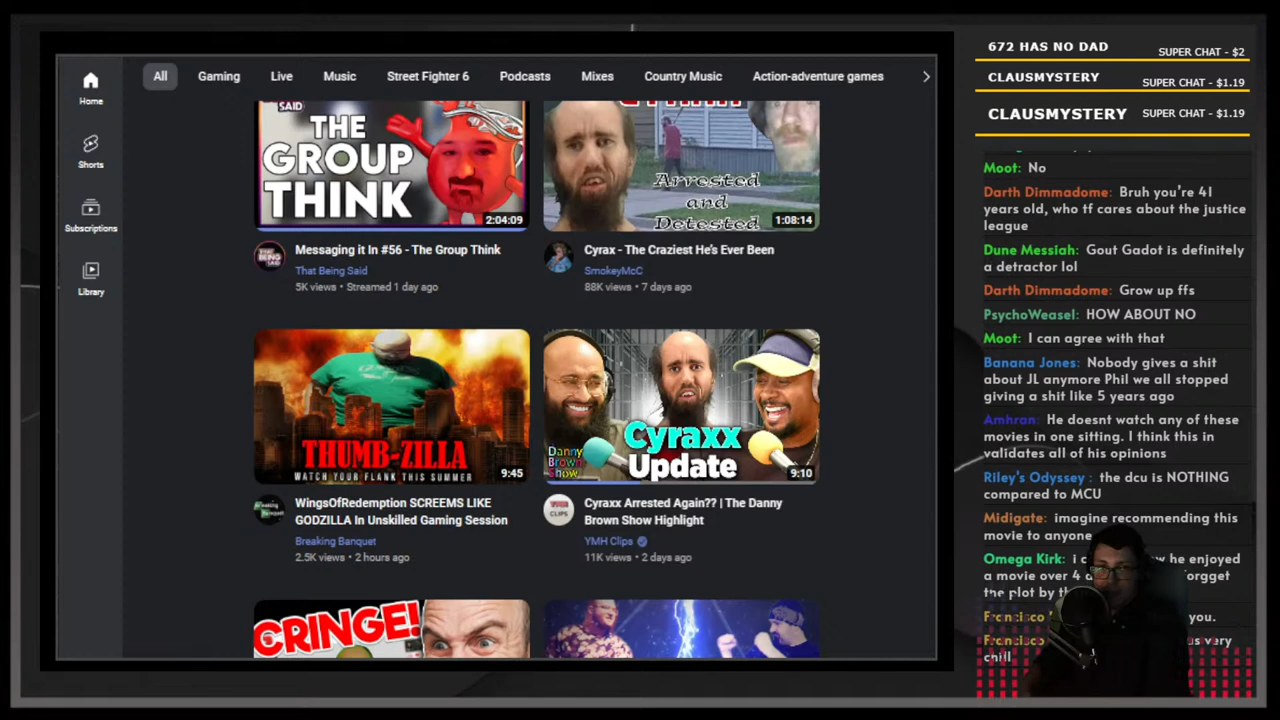 All Gaming Live Music Street Fighter 6 Podcasts Mixes Country Music Action-adventure games
Home
Shorts
Subscriptions
Library
SAID
THE
GROUP
THINK
2:04:09
Messaging it In #56 - The Group Think
That Being Said
5K views • Streamed 1 day ago
Arrested
and
Detested
1:08:14
Cyrax - The Craziest He's Ever Been
SmokeyMcC
88K views • 7 days ago
THUMB-ZILLA
WATCH YOUR FLANK THIS SUMMER
9:45
WingsOfRedemption SCREEMS LIKE
GODZILLA In Unskilled Gaming Session
Breaking Banquet
2.5K views • 2 hours ago
Danny
Brown
Show
Cyraxx
Update
9:10
Cyraxx Arrested Again?? | The Danny
Brown Show Highlight
YMH Clips
11K views • 2 days ago
CRINGE!
672 HAS NO DAD SUPER CHAT - $2
CLAUSMYSTERY SUPER CHAT - $1.19
CLAUSMYSTERY SUPER CHAT - $1.19
Moot: No
Darth Dimmadome: Bruh you're 41
years old, who tf cares about the justice
league
Dune Messiah: Gout Gadot is definitely
a detractor lol
Darth Dimmadome: Grow up ffs
PsychoWeasel: HOW ABOUT NO
Moot: I can agree with that
Banana Jones: Nobody gives a shit
about JL anymore Phil we all stopped
giving a shit like 5 years ago
Amhran: He doesnt watch any of these
movies in one sitting. I think this in
validates all of his opinions
Riley's Odyssey : the dcu is NOTHING
compared to MCU
Midigate: imagine recommending this
movie to anyone
Omega Kirk: he enjoyed
a movie over 4
the plot by
Francisco you.
Francisco very
chill